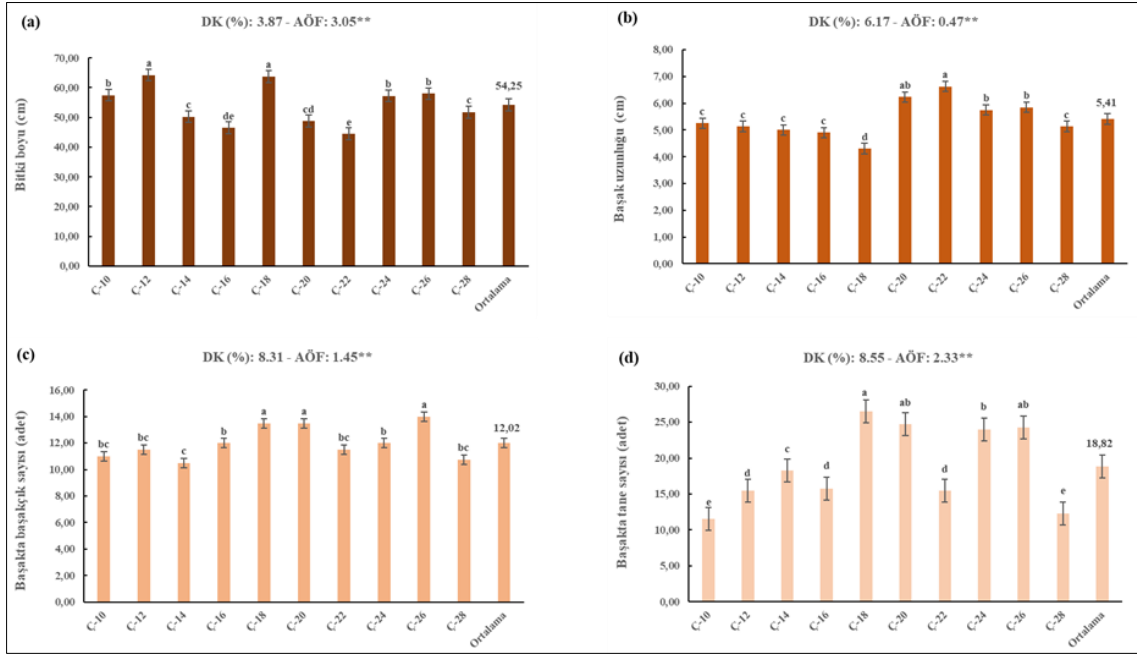 (a)
DK (%): 3.87 - AÖF: 3.05**
Bitki boyu (cm)
70,00
60,00
50,00
40,00
30,00
20,00
10,00
0,00
b a c de a cd e b b c 54,25
Ç-10 Ç-12 Ç-14 Ç-16 Ç-18 Ç-20 Ç-22 Ç-24 Ç-26 Ç-28 Ortalama
(b)
DK (%): 6.17 - AÖF: 0.47**
Başak uzunluğu (cm)
8,00
7,00
6,00
5,00
4,00
3,00
2,00
1,00
0,00
c c c c d ab a b b c 5,41
Ç-10 Ç-12 Ç-14 Ç-16 Ç-18 Ç-20 Ç-22 Ç-24 Ç-26 Ç-28 Ortalama
(c)
DK (%): 8.31 - AÖF: 1.45**
Başakta başakçık sayısı (adet)
16,00
14,00
12,00
10,00
8,00
6,00
4,00
2,00
0,00
bc bc c b a a bc b a bc 12,02
Ç-10 Ç-12 Ç-14 Ç-16 Ç-18 Ç-20 Ç-22 Ç-24 Ç-26 Ç-28 Ortalama
(d)
DK (%): 8.55 - AÖF: 2.33**
Başakta tane sayısı (adet)
30,00
25,00
20,00
15,00
10,00
5,00
0,00
e d c d a ab d b ab e 18,82
Ç-10 Ç-12 Ç-14 Ç-16 Ç-18 Ç-20 Ç-22 Ç-24 Ç-26 Ç-28 Ortalama